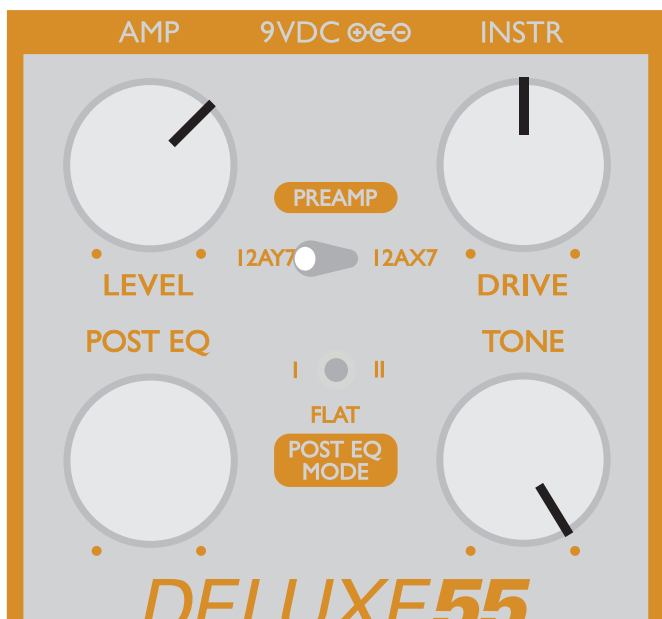 AMP 9VDC INSTR
PREAMP
12AY7 12AX7
LEVEL DRIVE
POST EQ TONE
I II
FLAT
POST EQ
MODE
DELUXE55